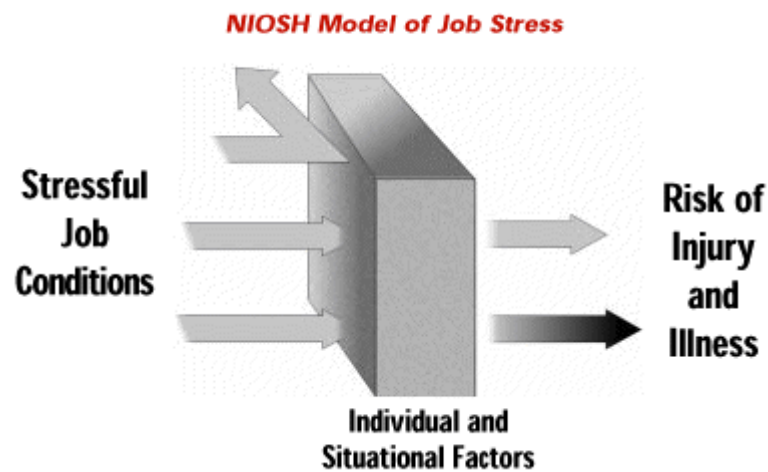 NIOSH Model of Job Stress
Stressful
Job
Conditions
Risk of
Injury
and
Illness
Individual and
Situational Factors